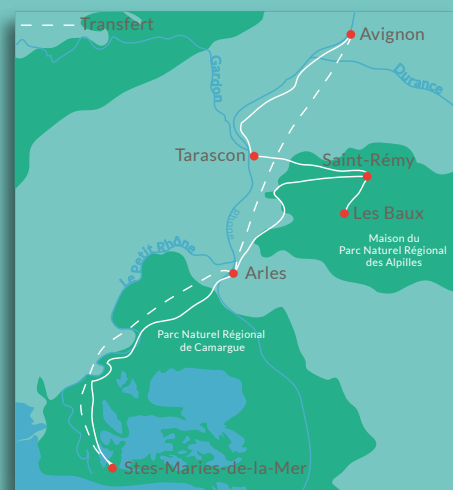 Transfert
Avignon
Gardon
Durance
Tarascon
Saint-Rémy
Les Baux
Rhône
Maison du
Parc Naturel Régional
des Alpilles
Le petit Rhône
Arles
Parc Naturel Régional
de Camargue
Stes-Maries-de-la-Mer